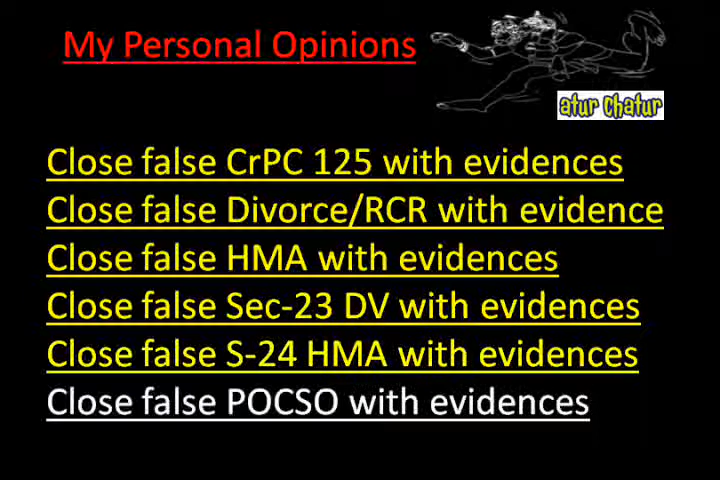 My Personal Opinions
atur Chatur
Close false CrPC 125 with evidences
Close false Divorce/RCR with evidence
Close false HMA with evidences
Close false Sec-23 DV with evidences
Close false S-24 HMA with evidences
Close false POCSO with evidences